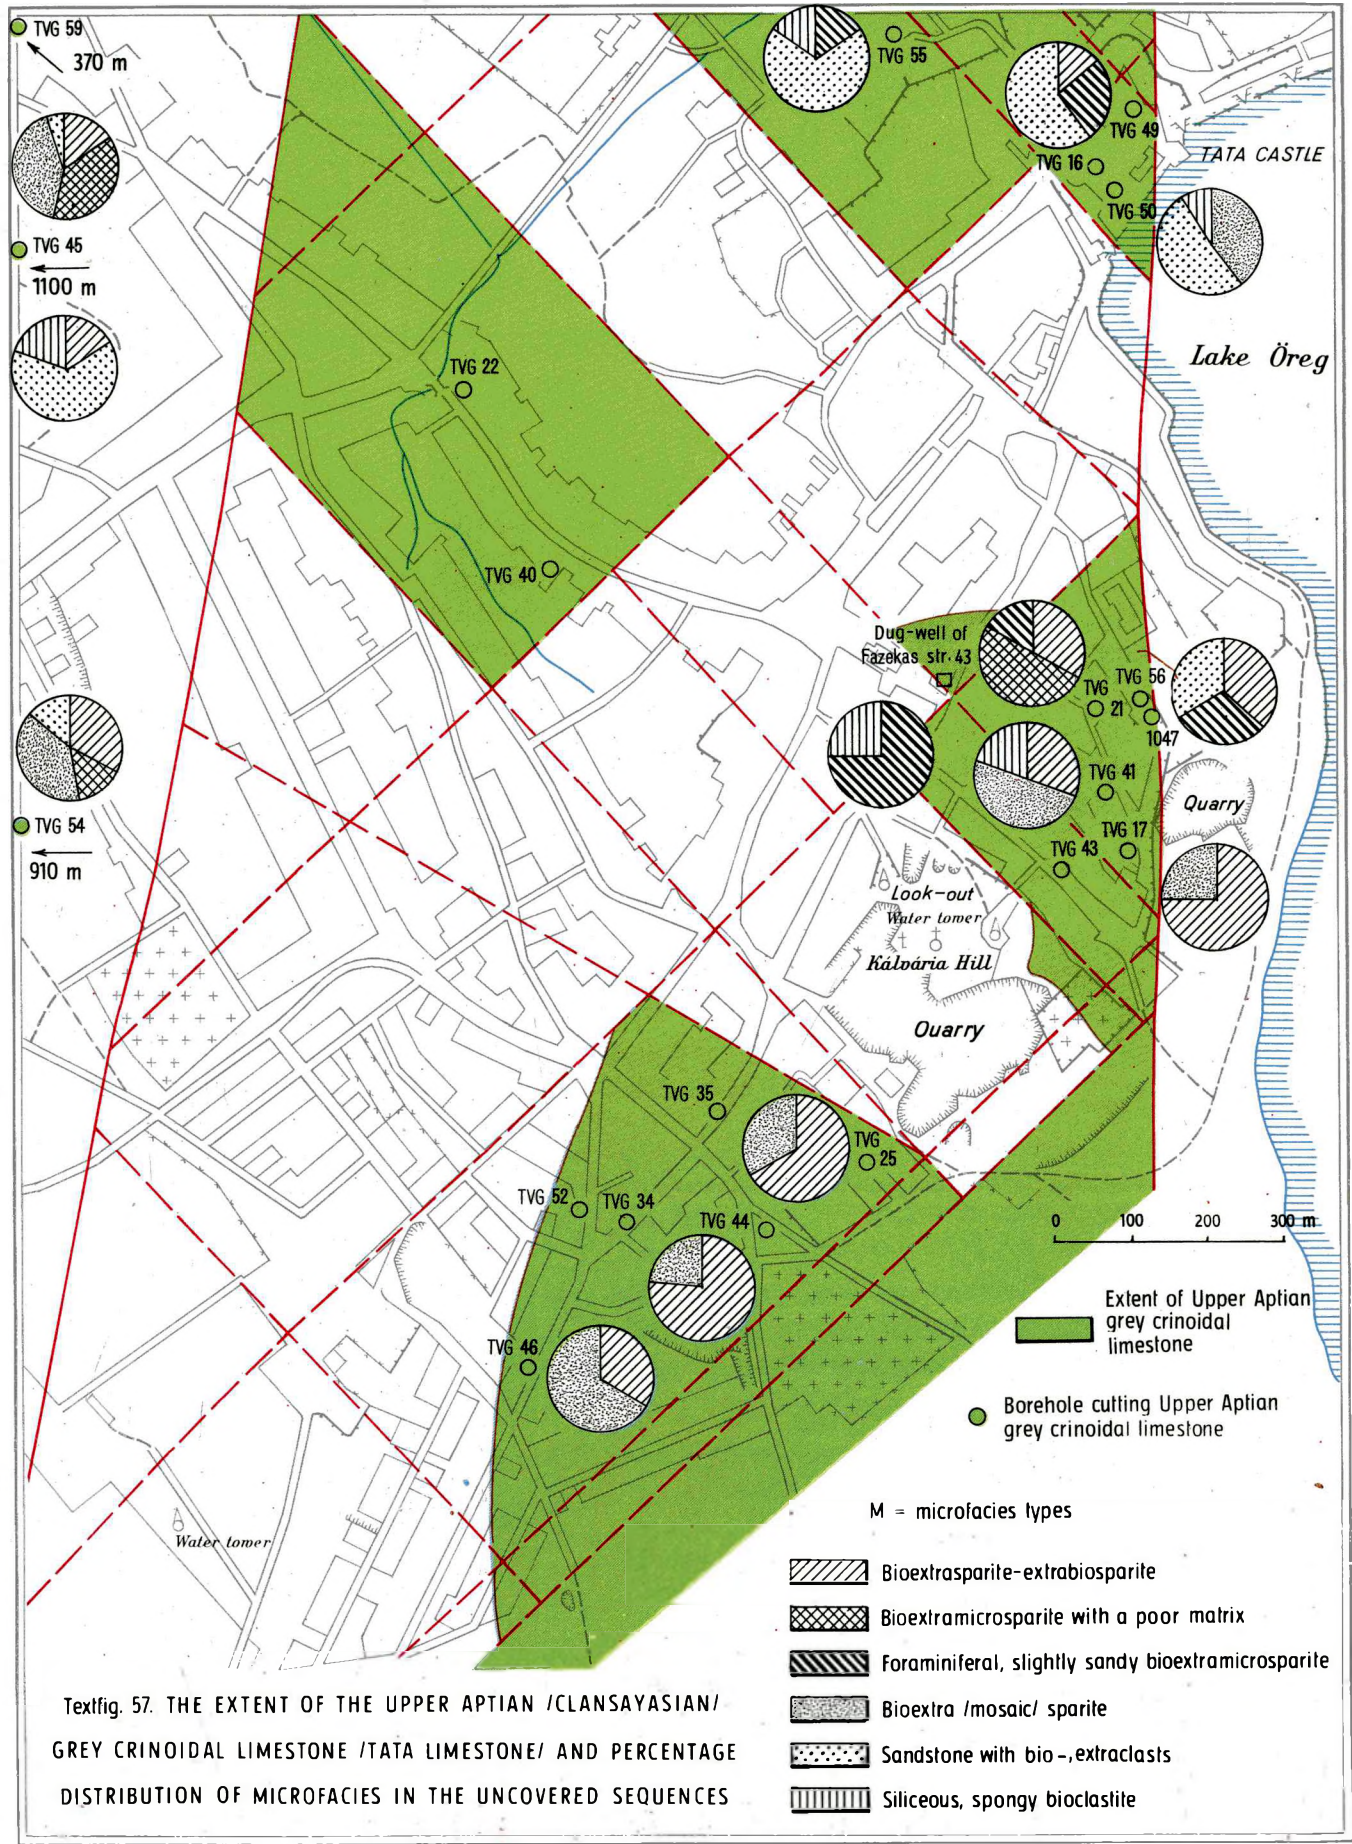 TVG 59
370 m
TVG 55
TVG 49
TVG 16
TVG 50
TATA CASTLE
TVG 45
1100 m
Lake Öreg
TVG 22
TVG 40
Dug-well of
Fazekas str. 43
TVG 56
TVG
21
1047
TVG 41
TVG 17
TVG 43
Quarry
TVG 54
910 m
Look-out
Water tower
Kálvária Hill
Quarry
TVG 35
TVG
25
TVG 52
TVG 34
TVG 44
TVG 46
0 100 200 300 m
Extent of Upper Aptian
grey crinoidal
limestone
Borehole cutting Upper Aptian
grey crinoidal limestone
M = microfacies types
Water tower
Bioextrasparite-extrabiosparite
Bioextramicrosparite with a poor matrix
Foraminiferal, slightly sandy bioextramicrosparite
Bioextra /mosaic/ sparite
Sandstone with bio-, extraclasts
Siliceous, spongy bioclastite
Textfig. 57. THE EXTENT OF THE UPPER APTIAN /CLANSAYASIAN/
GREY CRINOIDAL LIMESTONE /TATA LIMESTONE/ AND PERCENTAGE
DISTRIBUTION OF MICROFACIES IN THE UNCOVERED SEQUENCES